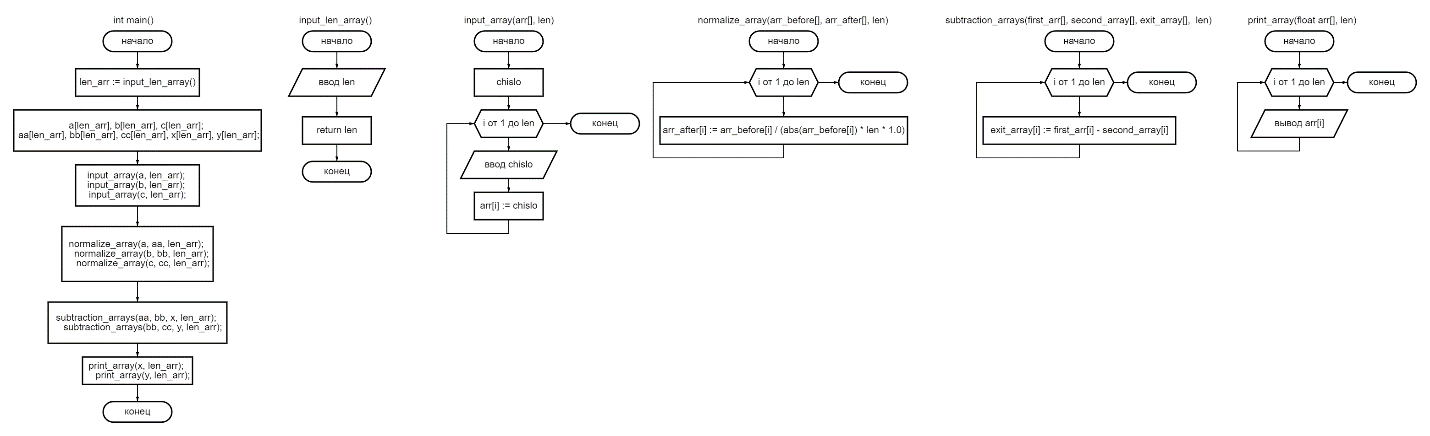 int main()
начало
len_arr := input_len_array()
a[len_arr], b[len_arr], c[len_arr];
aa[len_arr], bb[len_arr], cc[len_arr], x[len_arr], y[len_arr];
input_array(a, len_arr);
input_array(b, len_arr);
input_array(c, len_arr);
normalize_array(a, aa, len_arr);
normalize_array(b, bb, len_arr);
normalize_array(c, cc, len_arr);
subtraction_arrays(aa, bb, x, len_arr);
subtraction_arrays(bb, cc, y, len_arr);
print_array(x, len_arr);
print_array(y, len_arr);
конец
input_len_array()
начало
ввод len
return len
конец
input_array(arr[], len)
начало
chislo
i от 1 до len
конец
ввод chislo
arr[i] := chislo
normalize_array(arr_before[], arr_after[], len)
начало
i от 1 до len
конец
arr_after[i] := arr_before[i] / (abs(arr_before[i]) * len * 1.0)
subtraction_arrays(first_arr[], second_array[], exit_array[], len)
начало
i от 1 до len
конец
exit_array[i] := first_arr[i] - second_array[i]
print_array(float arr[], len)
начало
i от 1 до len
конец
вывод arr[i]